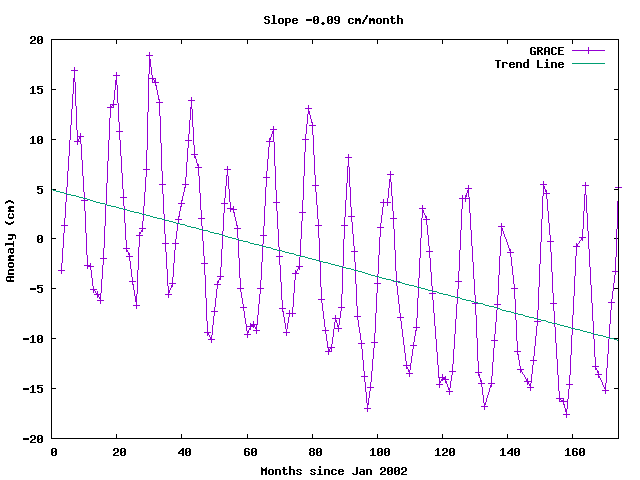 Slope -0.09 cm/month
GRACE
Trend Line
20
15
10
5
0
-5
-10
-15
-20
Anomaly (cm)
0 20 40 60 80 100 120 140 160
Months since Jan 2002